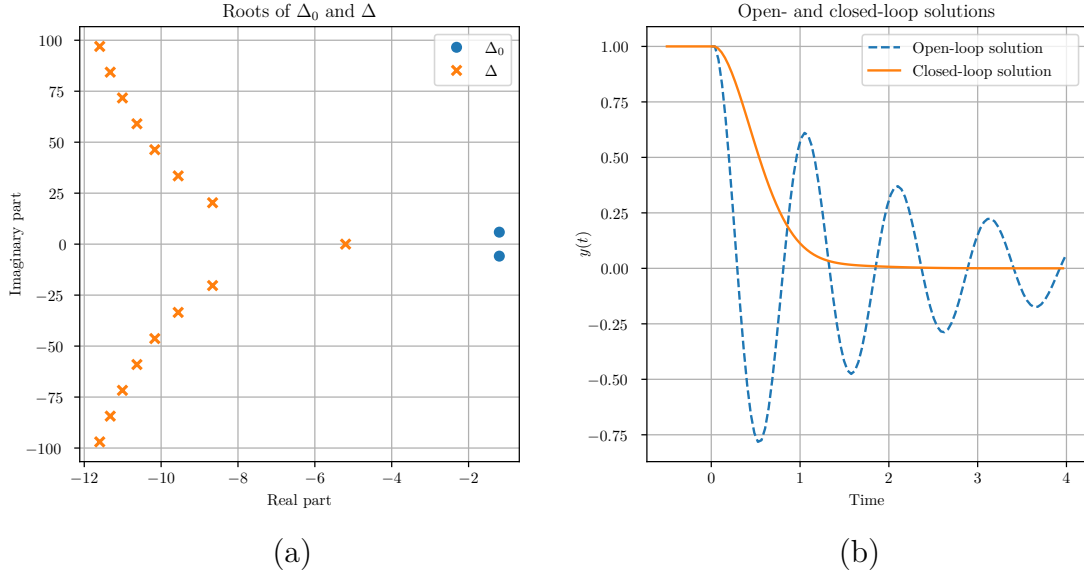 Roots of Δ₀ and Δ
100
75
50
25
0
−25
−50
−75
−100
Imaginary part
−12
−10
−8
−6
−4
−2
Real part
Δ₀
Δ
(a)
Open- and closed-loop solutions
1.00
0.75
0.50
0.25
0.00
−0.25
−0.50
−0.75
y(t)
0
1
2
3
4
Time
Open-loop solution
Closed-loop solution
(b)